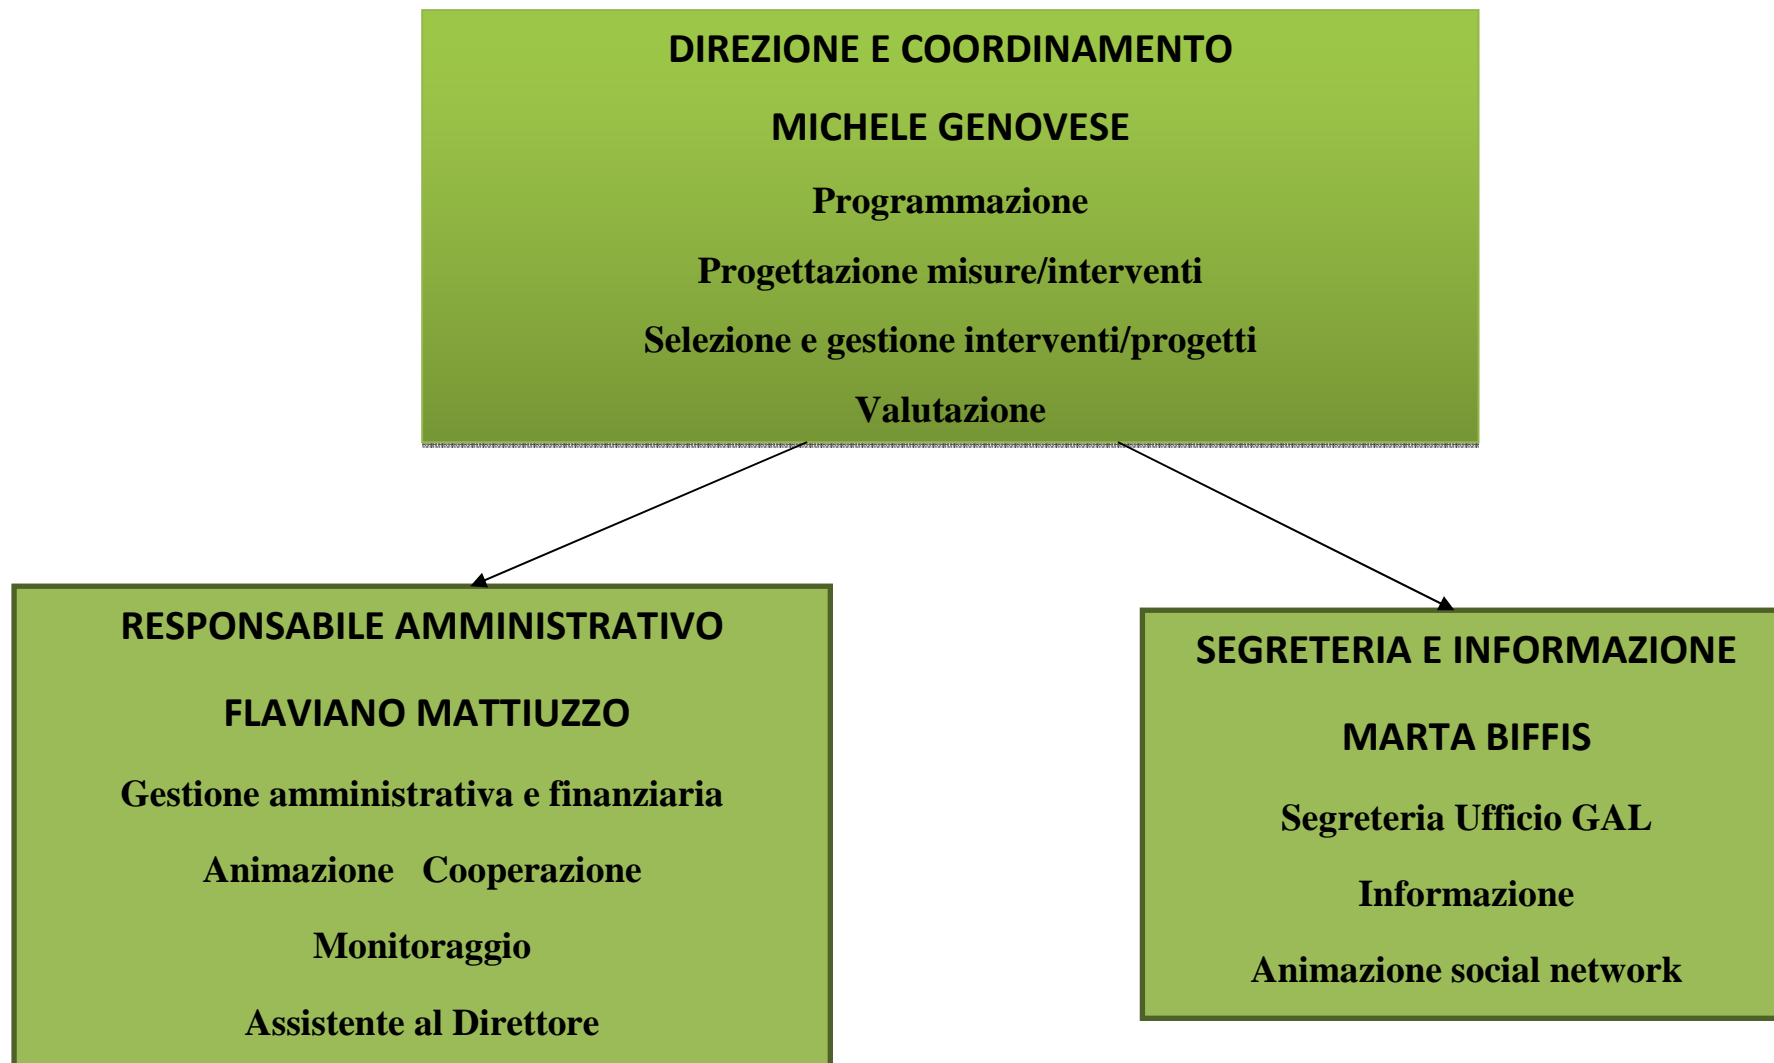 DIREZIONE E COORDINAMENTO
MICHELE GENOVESE
Programmazione
Progettazione misure/interventi
Selezione e gestione interventi/progetti
Valutazione
RESPONSABILE AMMINISTRATIVO
FLAVIANO MATTIUZZO
Gestione amministrativa e finanziaria
Animazione   Cooperazione
Monitoraggio
Assistente al Direttore
SEGRETERIA E INFORMAZIONE
MARTA BIFFIS
Segreteria Ufficio GAL
Informazione
Animazione social network